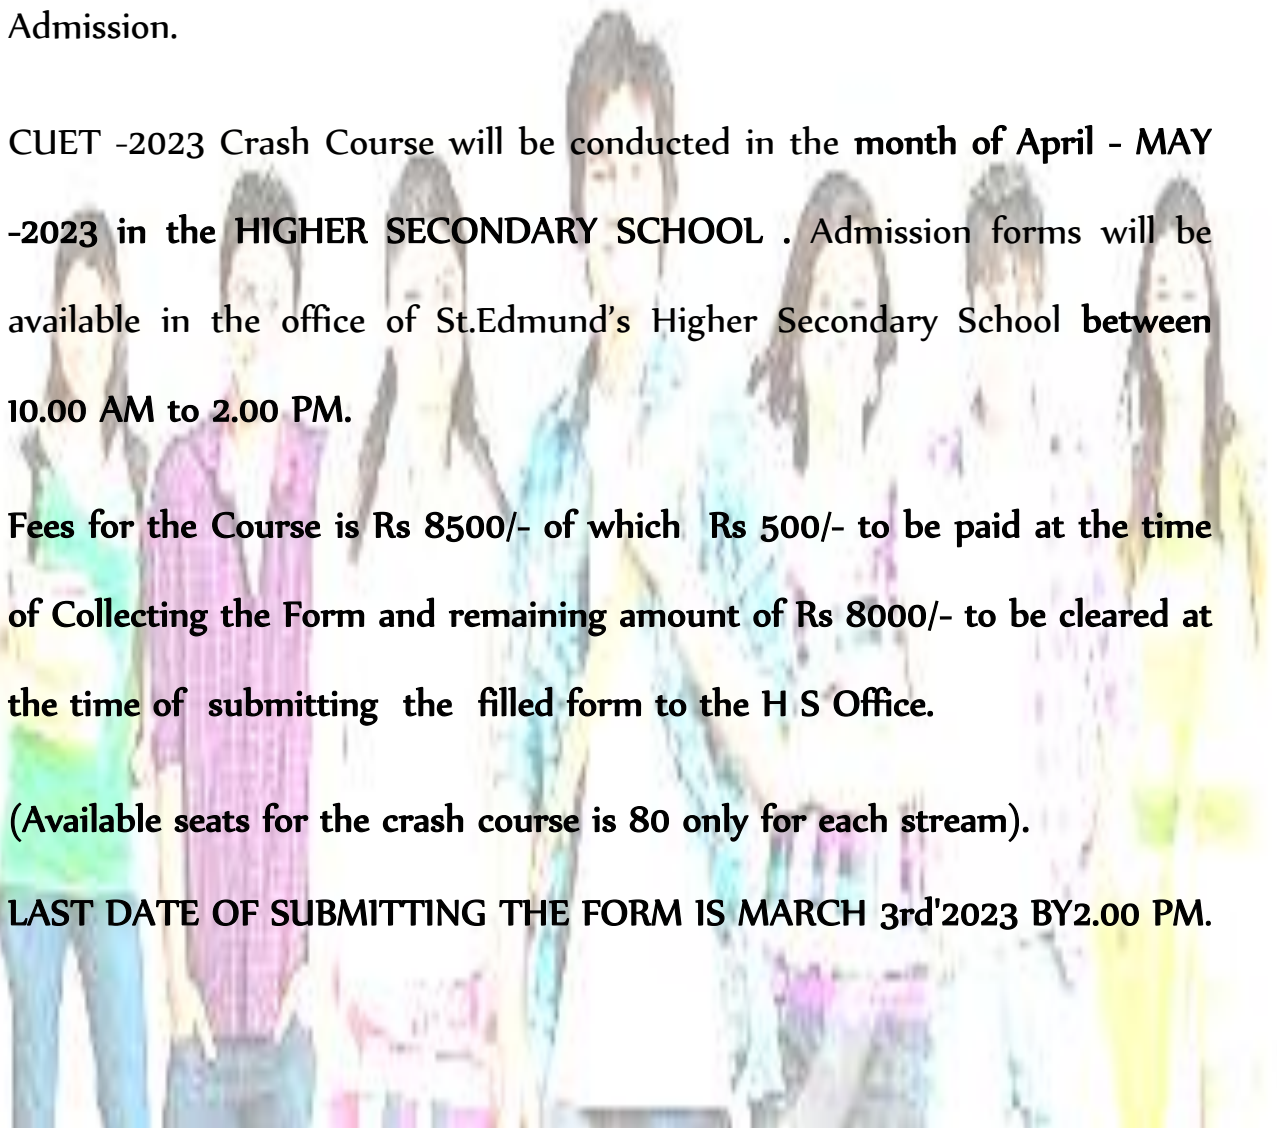 Admission.
CUET -2023 Crash Course will be conducted in the month of April - MAY
-2023 in the HIGHER SECONDARY SCHOOL . Admission forms will be
available in the office of St.Edmund's Higher Secondary School between
10.00 AM to 2.00 PM.
Fees for the Course is Rs 8500/- of which Rs 500/- to be paid at the time
of Collecting the Form and remaining amount of Rs 8000/- to be cleared at
the time of submitting the filled form to the H S Office.
(Available seats for the crash course is 80 only for each stream).
LAST DATE OF SUBMITTING THE FORM IS MARCH 3rd'2023 BY2.00 PM.